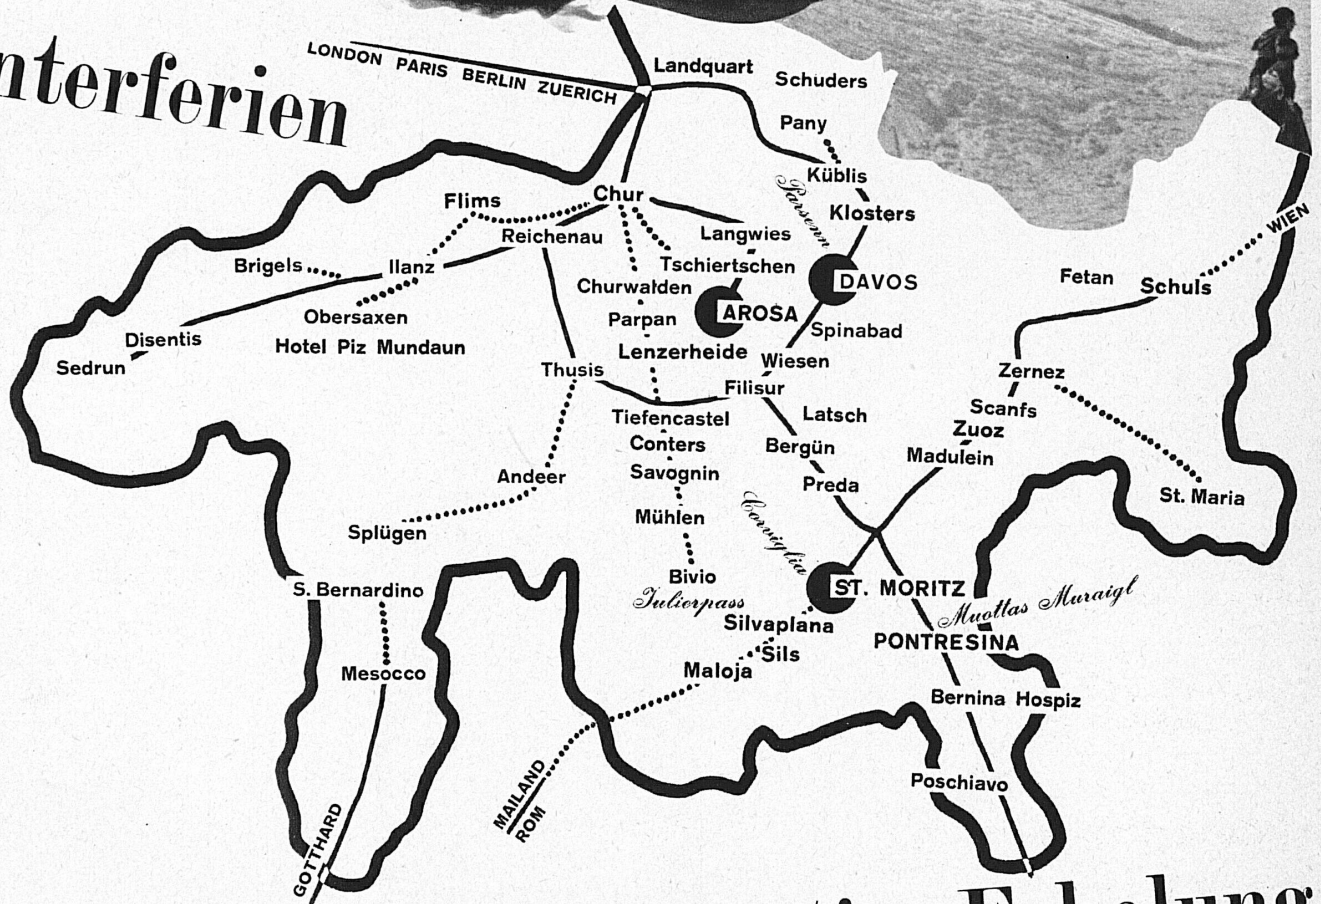 nterferien
LONDON PARIS BERLIN ZUERICH
Landquart
Schuders
Pany
Küblis
Parsenn
Klosters
Chur
Flims
Reichenau
Langwies
WIEN
Brigels
Ilanz
Tschiertschen
Churwalden
DAVOS
Fetan
Schuls
Obersaxen
Parpan
AROSA
Spinabad
Disentis
Hotel Piz Mundaun
Lenzerheide
Wiesen
Sedrun
Thusis
Filisur
Zernez
Tiefencastel
Latsch
Scanfs
Conters
Bergün
Zuoz
Madulein
Andeer
Savognin
Preda
St. Maria
Splügen
Mühlen
Corviglia
S. Bernardino
Bivio
ST. MORITZ
Julierpass
Muottas Muraigl
Silvaplana
PONTRESINA
Sils
Mesocco
Maloja
Bernina Hospiz
Poschiavo
MAILAND
ROM
GOTTHARD
Erholung